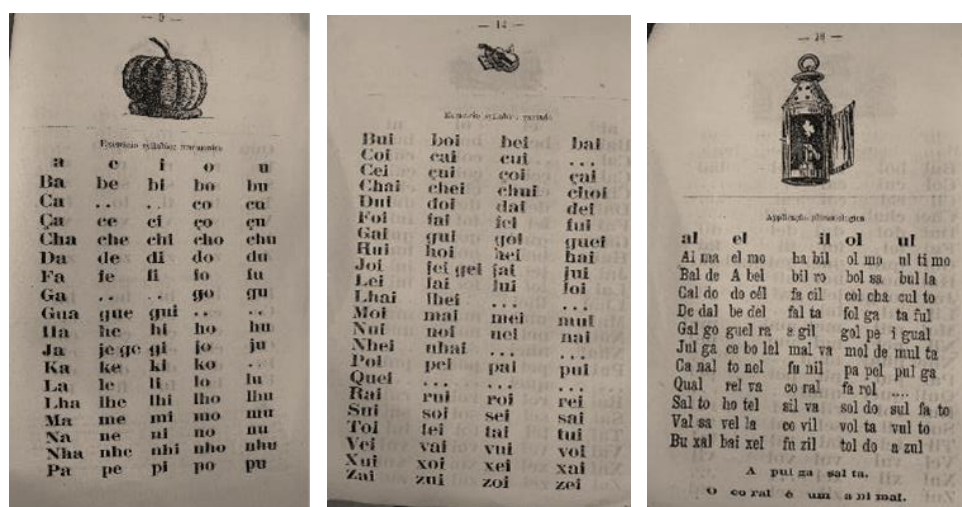 — 9 —
Exercicio syllabico
a e i o u
Ba be bi bo bu
Ca . . . . co cu
Ça ce ci ço çu
Cha che chi cho chu
Da de di do du
Fa fe fi fo fu
Ga . . . . go gu
Gua gue gui . . . .
Ha he hi ho hu
Ja je ge gi jo ju
Ka ke ki ko . .
La le li lo lu
Lha lhe lhi lho lhu
Ma me mi mo mu
Na ne ni no nu
Nha nhe nhi nho nhu
Pa pe pi po pu
Exercicio syllabico variado
Bui boi bei bai
Coi cai cui . . .
Cei çui çoi çai
Chai chei chui choi
Dui doi dai dei
Foi fai fei fui
Gai gui goi guei
Hui hoi hei hai
Joi jei gei jai jui
Lei lai lui loi
Lhai lhei . . . . . .
Moi mai mei mui
Nui noi nei nai
Nhei nhai . . . . . .
Poi pei pai pui
Quei . . . . . . . . .
Rai rui roi rei
Sui soi sei sai
Toi tei tai tui
Vei vai vui voi
Xui xoi xei xai
Zai zui zoi zei
Applicação phraseologica
al el il ol ul
Al ma el mo ha bil ol mo ul ti mo
Bal de A bel bil ro bol sa bul la
Cal do do cél fa cil col cha cul to
De dal be del fal ta fol ga ta ful
Gal go guel ra a gil gol pe i gual
Jul ga ce bo lel mal va mol de mul ta
Ca nal to nel fu nil pa pel pul ga
Qual rel va co ral fa rol ....
Sal to ho tel sil va sol do sul fa to
Val sa vel la ce vil vol ta vul to
Bu xal bai xel fu zil tol do a zul
A pul ga sal ta.
O co ral é um a ni mal.